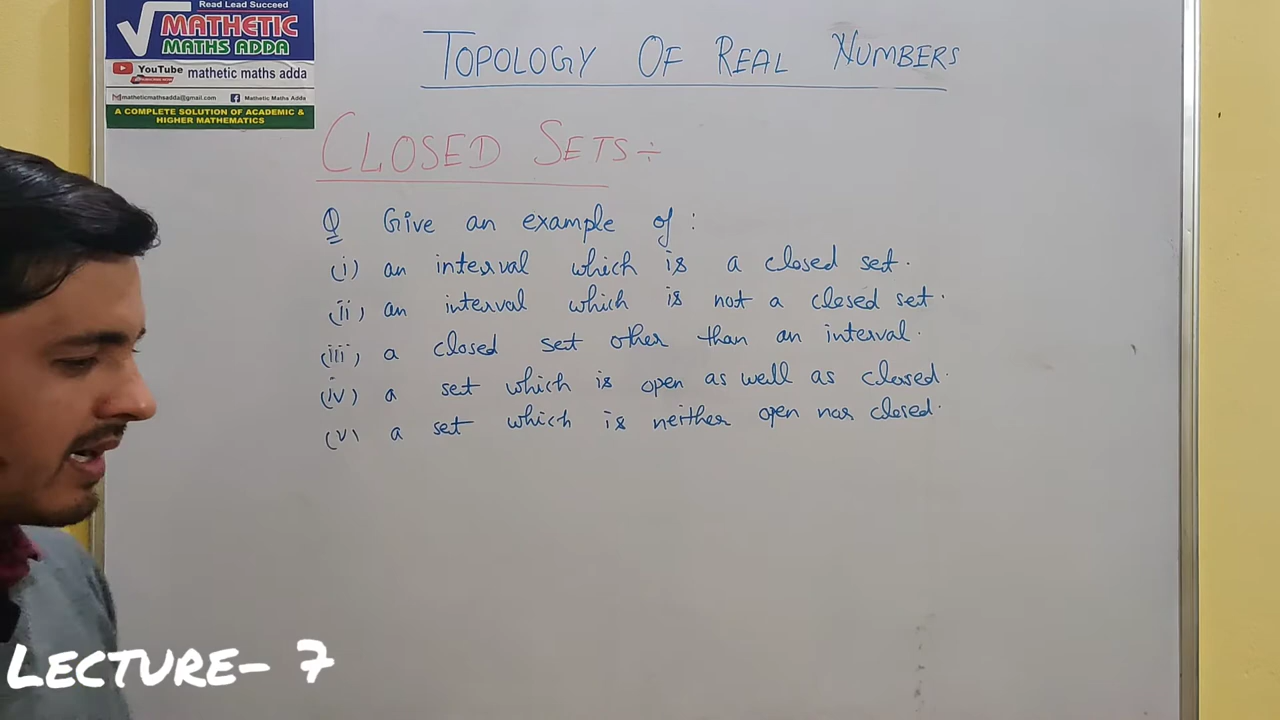 Read Lead Succeed
MATHETIC
MATHS ADDA
YouTube mathetic maths adda
matheticmathsadda@gmail.com Mathetic Maths Adda
A COMPLETE SOLUTION OF ACADEMIC &
HIGHER MATHEMATICS
TOPOLOGY OF REAL NUMBERS
CLOSED SETS÷
Q Give an example of :
(i) an interval which is a closed set.
(ii) an interval which is not a closed set.
(iii) a closed set other than an interval.
(iv) a set which is open as well as closed.
(v) a set which is neither open nor closed.
LECTURE- 7